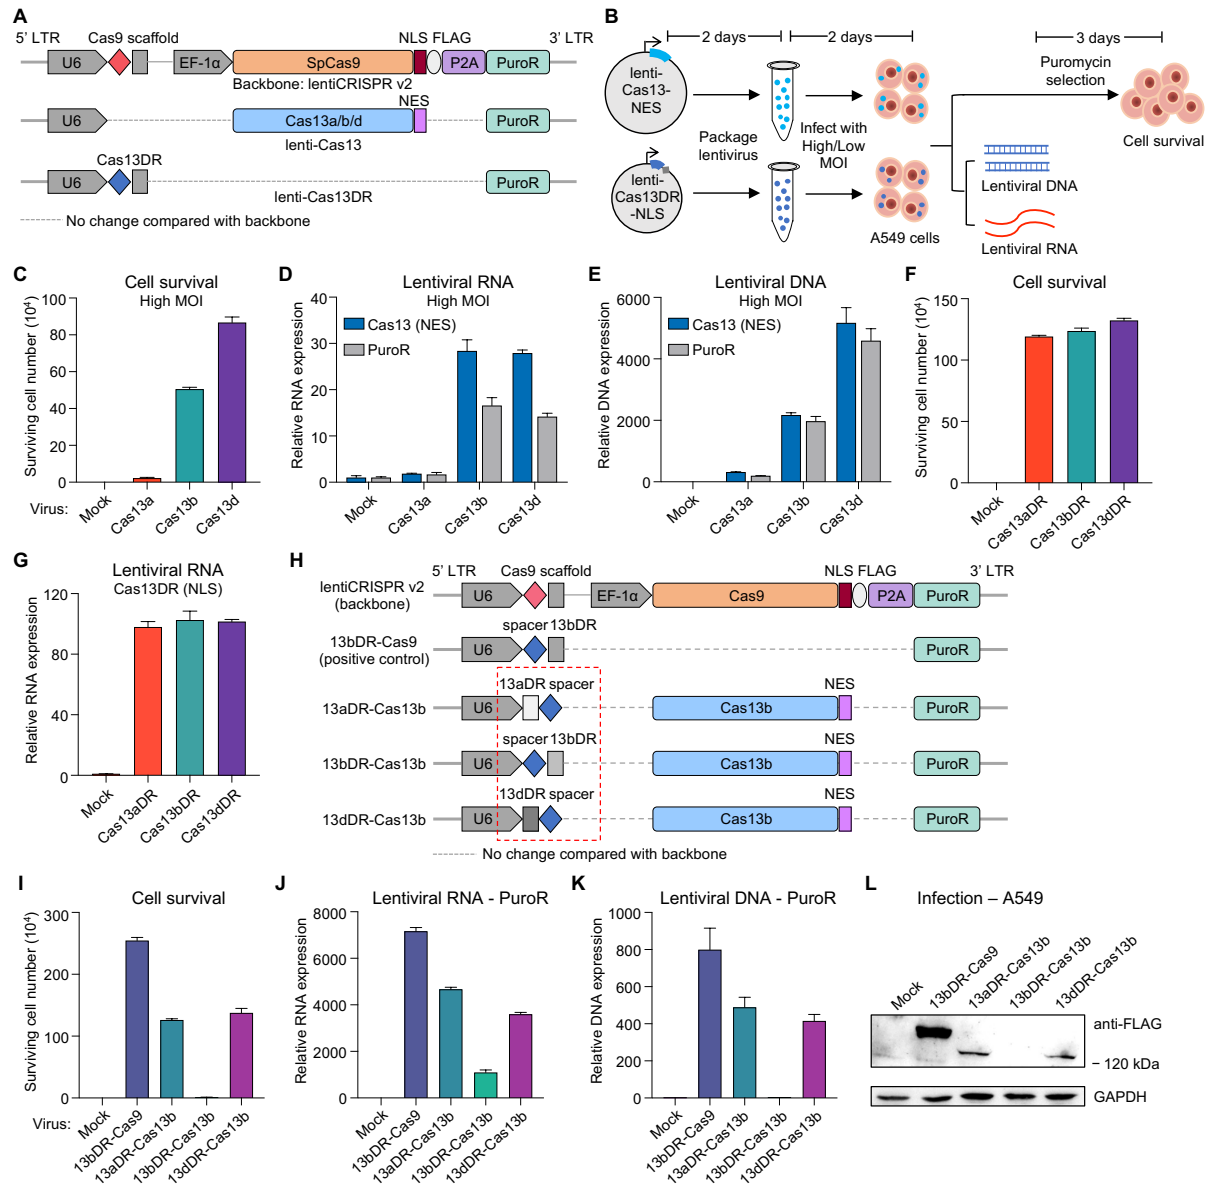 A
5' LTR
Cas9 scaffold
NLS FLAG
3' LTR
U6
EF-1α
SpCas9
P2A
PuroR
Backbone: lentiCRISPR v2
NES
U6
Cas13a/b/d
PuroR
lenti-Cas13
Cas13DR
U6
PuroR
lenti-Cas13DR
No change compared with backbone
B
2 days
2 days
3 days
lenti-
Cas13-
NES
Puromycin
selection
Package
lentivirus
Infect with
High/Low
MOI
Cell survival
lenti-
Cas13DR
-NLS
Lentiviral DNA
A549 cells
Lentiviral RNA
C
Cell survival
High MOI
Surviving cell number (10⁴)
100
80
60
40
20
0
Virus:
Mock
Cas13a
Cas13b
Cas13d
D
Lentiviral RNA
High MOI
Relative RNA expression
40
30
20
10
0
Cas13 (NES)
PuroR
Mock
Cas13a
Cas13b
Cas13d
E
Lentiviral DNA
High MOI
Relative DNA expression
6000
4000
2000
0
Cas13 (NES)
PuroR
Mock
Cas13a
Cas13b
Cas13d
F
Cell survival
Surviving cell number (10⁴)
150
100
50
0
Mock
Cas13aDR
Cas13bDR
Cas13dDR
G
Lentiviral RNA
Cas13DR (NLS)
Relative RNA expression
120
80
40
0
Mock
Cas13aDR
Cas13bDR
Cas13dDR
H
5' LTR
Cas9 scaffold
NLS FLAG
3' LTR
lentiCRISPR v2
(backbone)
U6
EF-1α
Cas9
P2A
PuroR
spacer 13bDR
13bDR-Cas9
(positive control)
U6
PuroR
13aDR spacer
NES
13aDR-Cas13b
U6
Cas13b
PuroR
spacer 13bDR
NES
13bDR-Cas13b
U6
Cas13b
PuroR
13dDR spacer
NES
13dDR-Cas13b
U6
Cas13b
PuroR
No change compared with backbone
I
Cell survival
Surviving cell number (10⁴)
300
200
100
0
Virus:
Mock
13bDR-Cas9
13aDR-Cas13b
13bDR-Cas13b
13dDR-Cas13b
J
Lentiviral RNA - PuroR
Relative RNA expression
8000
6000
4000
2000
0
Mock
13bDR-Cas9
13aDR-Cas13b
13bDR-Cas13b
13dDR-Cas13b
K
Lentiviral DNA - PuroR
Relative DNA expression
1000
800
600
400
200
0
Mock
13bDR-Cas9
13aDR-Cas13b
13bDR-Cas13b
13dDR-Cas13b
L
Infection – A549
Mock
13bDR-Cas9
13aDR-Cas13b
13bDR-Cas13b
13dDR-Cas13b
anti-FLAG
– 120 kDa
GAPDH